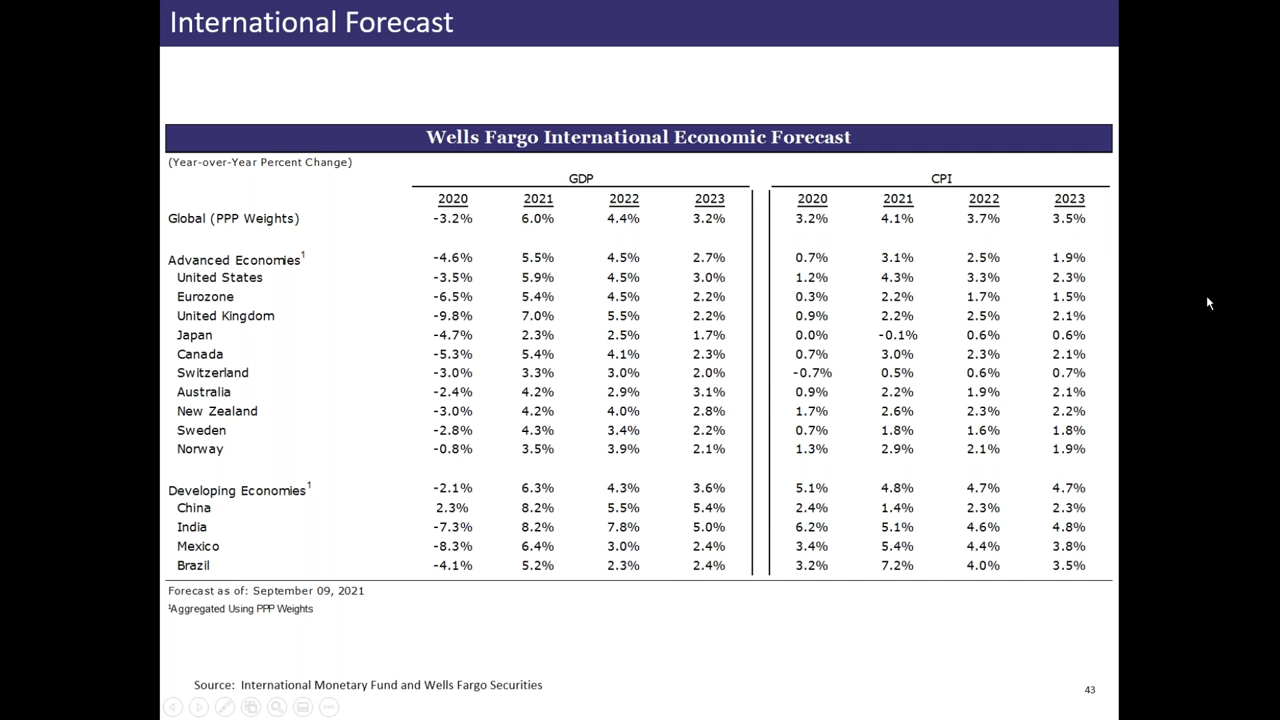 International Forecast
Wells Fargo International Economic Forecast
(Year-over-Year Percent Change)
GDP CPI
2020 2021 2022 2023 2020 2021 2022 2023
Global (PPP Weights) -3.2% 6.0% 4.4% 3.2% 3.2% 4.1% 3.7% 3.5%
Advanced Economies1 -4.6% 5.5% 4.5% 2.7% 0.7% 3.1% 2.5% 1.9%
United States -3.5% 5.9% 4.5% 3.0% 1.2% 4.3% 3.3% 2.3%
Eurozone -6.5% 5.4% 4.5% 2.2% 0.3% 2.2% 1.7% 1.5%
United Kingdom -9.8% 7.0% 5.5% 2.2% 0.9% 2.2% 2.5% 2.1%
Japan -4.7% 2.3% 2.5% 1.7% 0.0% -0.1% 0.6% 0.6%
Canada -5.3% 5.4% 4.1% 2.3% 0.7% 3.0% 2.3% 2.1%
Switzerland -3.0% 3.3% 3.0% 2.0% -0.7% 0.5% 0.6% 0.7%
Australia -2.4% 4.2% 2.9% 3.1% 0.9% 2.2% 1.9% 2.1%
New Zealand -3.0% 4.2% 4.0% 2.8% 1.7% 2.6% 2.3% 2.2%
Sweden -2.8% 4.3% 3.4% 2.2% 0.7% 1.8% 1.6% 1.8%
Norway -0.8% 3.5% 3.9% 2.1% 1.3% 2.9% 2.1% 1.9%
Developing Economies1 -2.1% 6.3% 4.3% 3.6% 5.1% 4.8% 4.7% 4.7%
China 2.3% 8.2% 5.5% 5.4% 2.4% 1.4% 2.3% 2.3%
India -7.3% 8.2% 7.8% 5.0% 6.2% 5.1% 4.6% 4.8%
Mexico -8.3% 6.4% 3.0% 2.4% 3.4% 5.4% 4.4% 3.8%
Brazil -4.1% 5.2% 2.3% 2.4% 3.2% 7.2% 4.0% 3.5%
Forecast as of: September 09, 2021
1Aggregated Using PPP Weights
Source: International Monetary Fund and Wells Fargo Securities
43